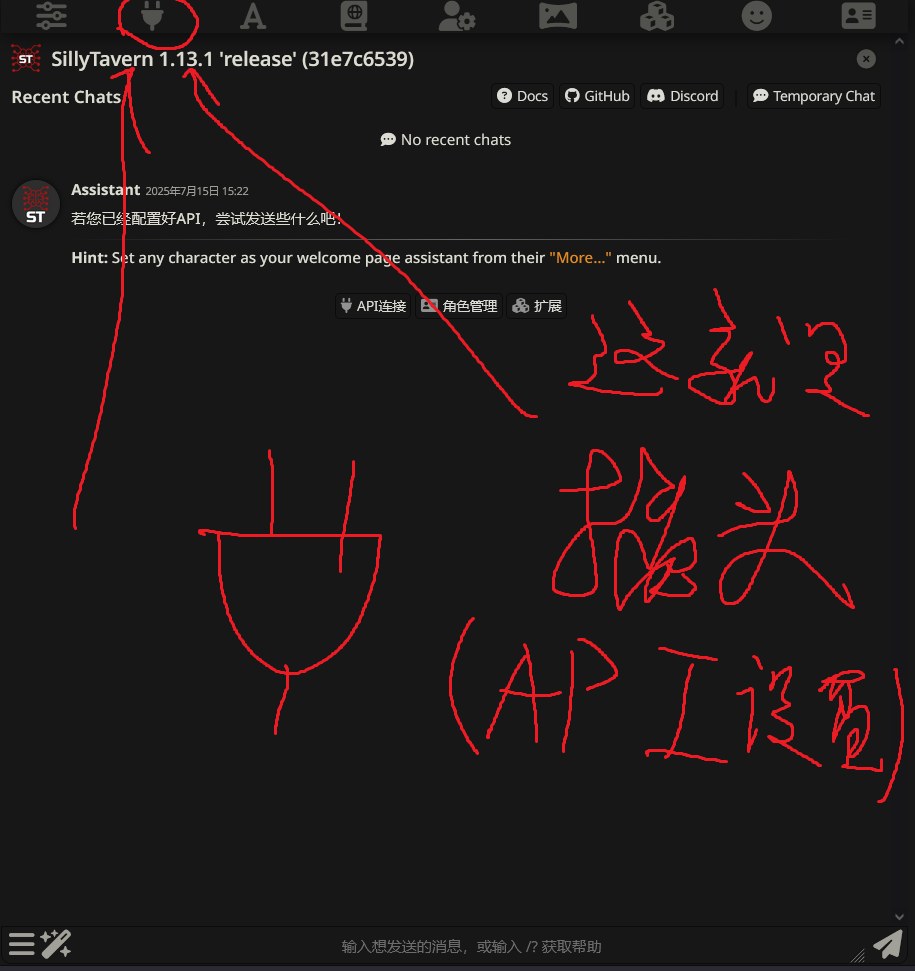 SillyTavern 1.13.1 'release' (31e7c6539)
Recent Chats
Docs
GitHub
Discord
Temporary Chat
No recent chats
Assistant 2025年7月15日 15:22
ST
若您已经配置好API，尝试发送些什么吧！
Hint: Set any character as your welcome page assistant from their "More..." menu.
API连接
角色管理
扩展
这就是
插头
(API设置)
输入想发送的消息，或输入 /? 获取帮助